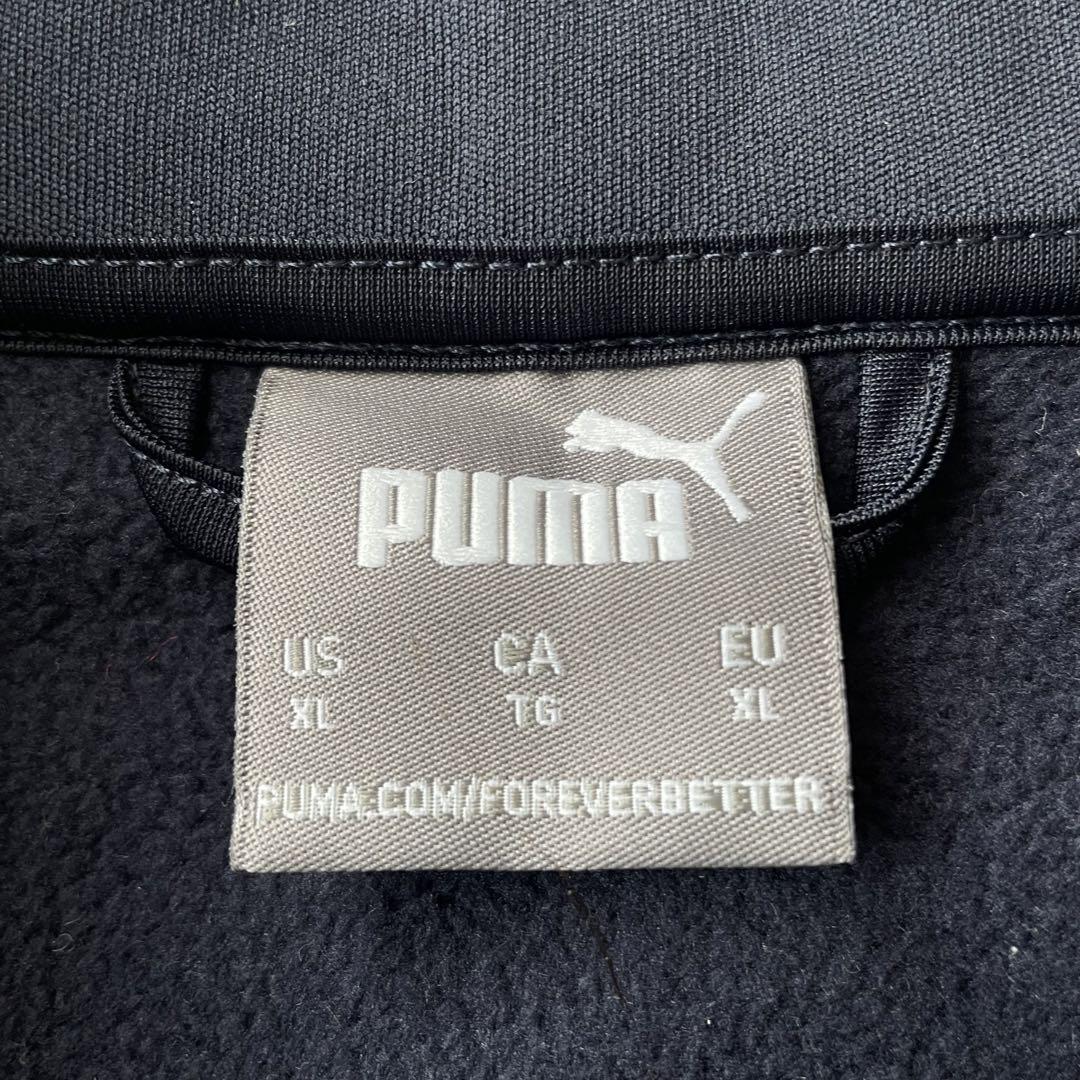 PUMA
US CA EU
XL TG XL
PUMA.COM/FOREVERBETTER